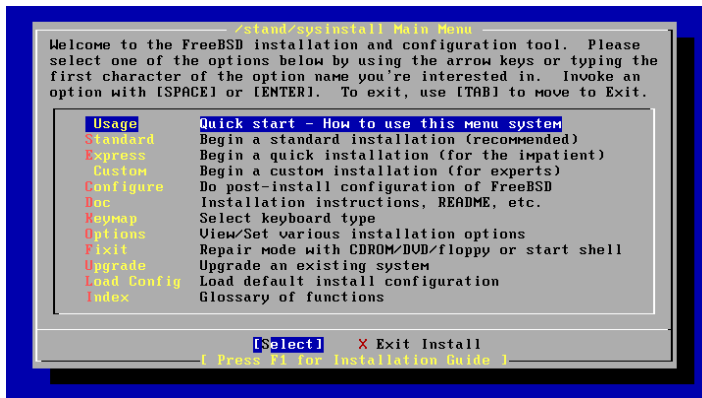 /stand/sysinstall Main Menu
Welcome to the FreeBSD installation and configuration tool.  Please
select one of the options below by using the arrow keys or typing the
first character of the option name you're interested in.  Invoke an
option with [SPACE] or [ENTER].  To exit, use [TAB] to move to Exit.
Usage Quick start - How to use this menu system
Standard Begin a standard installation (recommended)
Express Begin a quick installation (for the impatient)
Custom Begin a custom installation (for experts)
Configure Do post-install configuration of FreeBSD
Doc Installation instructions, README, etc.
Keymap Select keyboard type
Options View/Set various installation options
Fixit Repair mode with CDROM/DVD/floppy or start shell
Upgrade Upgrade an existing system
Load Config Load default install configuration
Index Glossary of functions
[Select] X Exit Install
[ Press F1 for Installation Guide ]